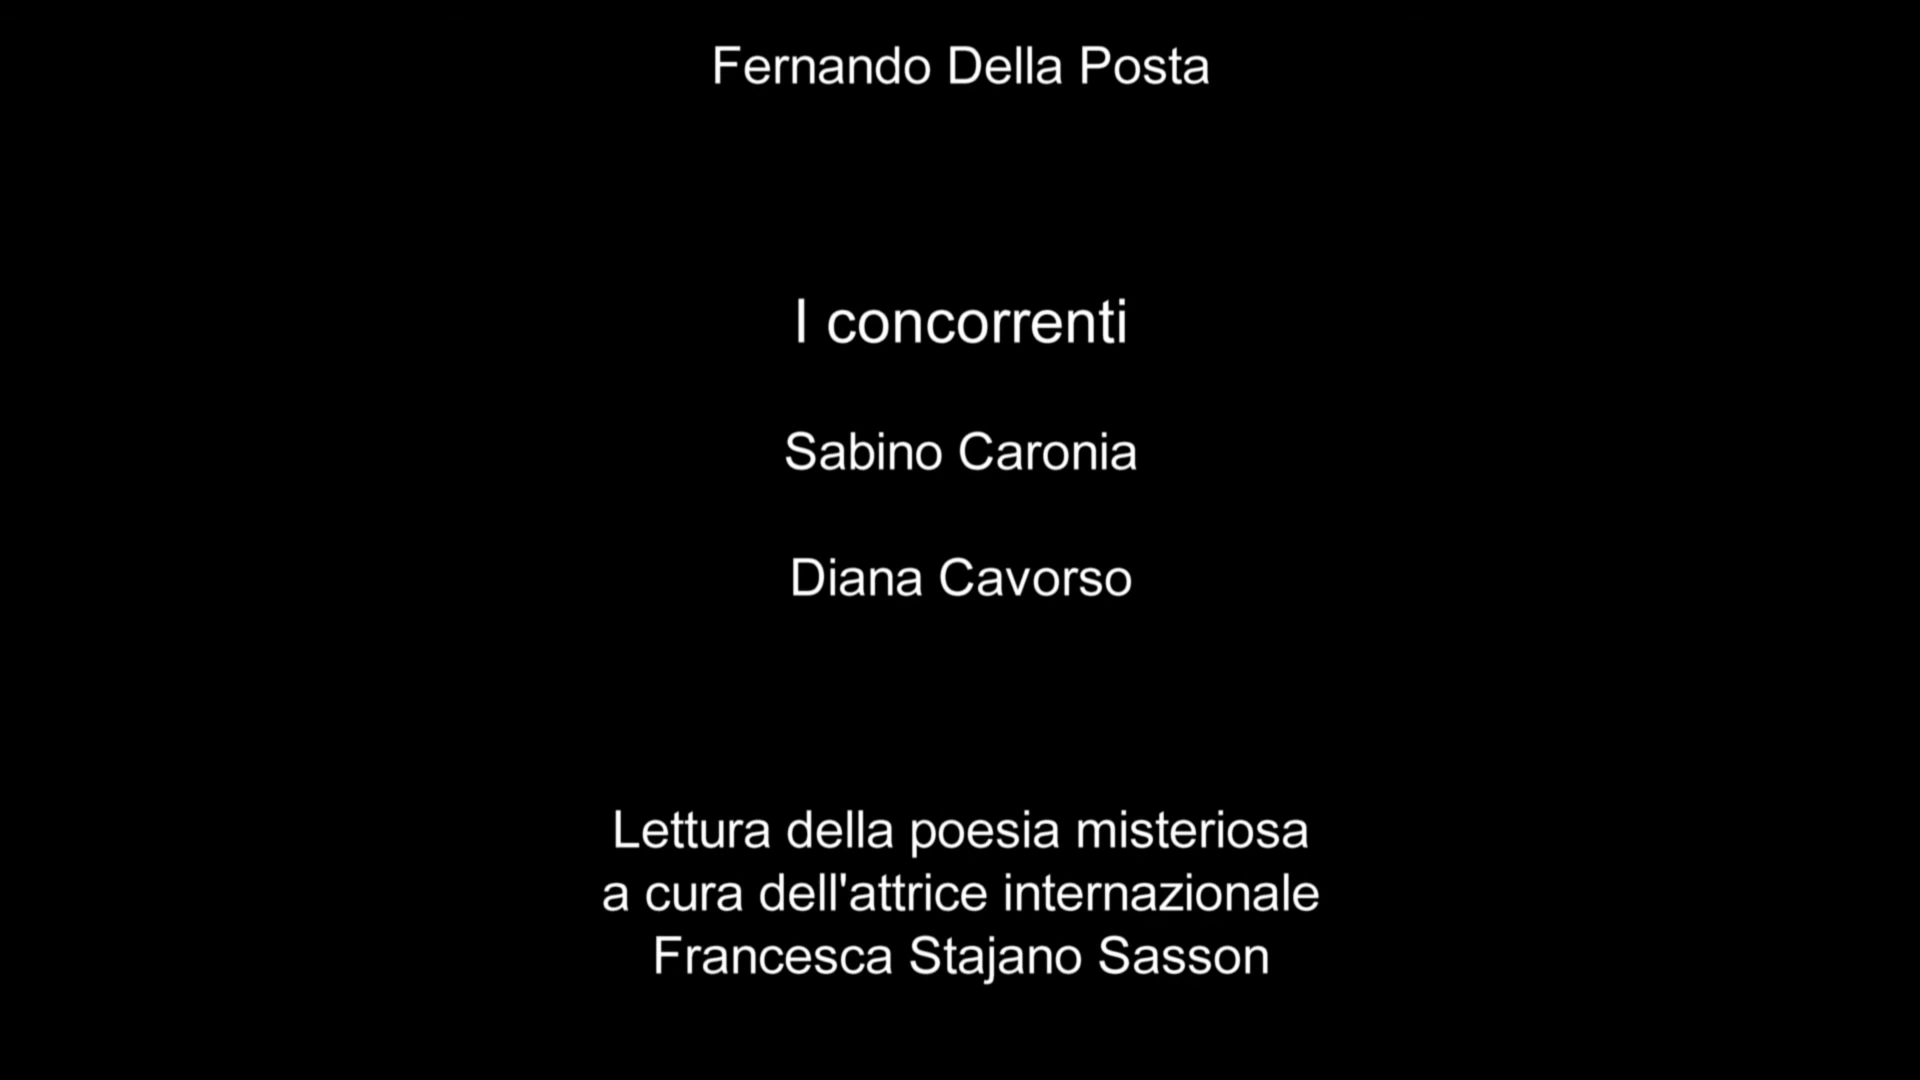 Fernando Della Posta
I concorrenti
Sabino Caronia
Diana Cavorso
Lettura della poesia misteriosa
a cura dell'attrice internazionale
Francesca Stajano Sasson